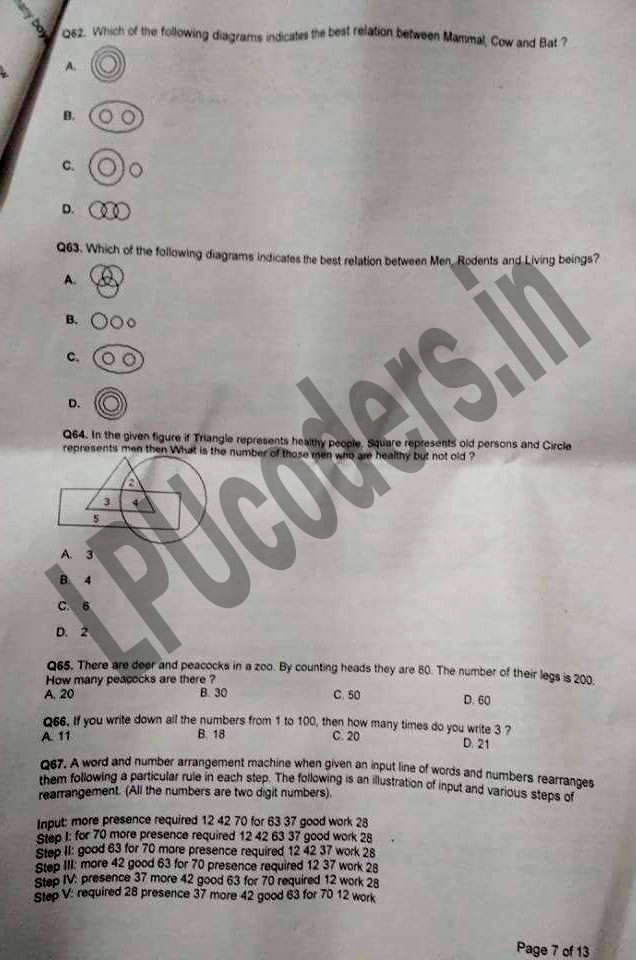 ary boy
w
Q62. Which of the following diagrams indicates the best relation between Mammal, Cow and Bat ?
A.
B.
C.
D.
Q63. Which of the following diagrams indicates the best relation between Men, Rodents and Living beings?
A.
B.
C.
D.
Q64. In the given figure if Triangle represents healthy people, Square represents old persons and Circle
represents men then What is the number of those men who are healthy but not old ?
2
3 4
5
A. 3
B. 4
C. 6
D. 2
Q65. There are deer and peacocks in a zoo. By counting heads they are 80. The number of their legs is 200.
How many peacocks are there ?
A. 20 B. 30 C. 50 D. 60
Q66. If you write down all the numbers from 1 to 100, then how many times do you write 3 ?
A. 11 B. 18 C. 20 D. 21
Q67. A word and number arrangement machine when given an input line of words and numbers rearranges
them following a particular rule in each step. The following is an illustration of input and various steps of
rearrangement. (All the numbers are two digit numbers).
Input: more presence required 12 42 70 for 63 37 good work 28
Step I: for 70 more presence required 12 42 63 37 good work 28
Step II: good 63 for 70 more presence required 12 42 37 work 28
Step III: more 42 good 63 for 70 presence required 12 37 work 28
Step IV: presence 37 more 42 good 63 for 70 required 12 work 28
Step V: required 28 presence 37 more 42 good 63 for 70 12 work
Page 7 of 13
LPUcoders.in